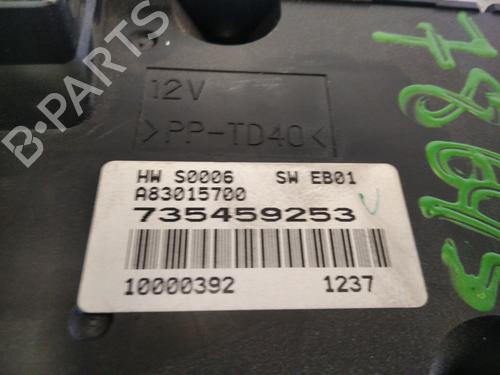 B-PARTS
12V
>PP-TD40<
HW S0006 SW EB01
A83015700
735459253
10000392 1237